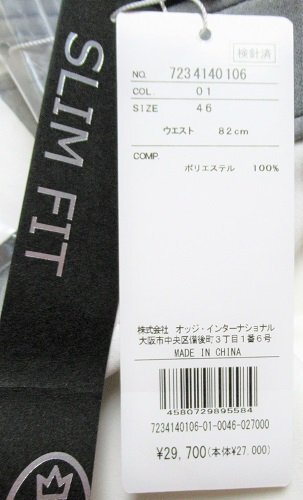 SLIM FIT
検針済
NO. 7234140106
COL. 01
SIZE 46
ウエスト 82cm
COMP.
ポリエステル 100%
株式会社 オッジ・インターナショナル
大阪市中央区備後町3丁目1番6号
MADE IN CHINA
4580729895584
7234140106-01-0046-027000
¥29,700(本体¥27,000)